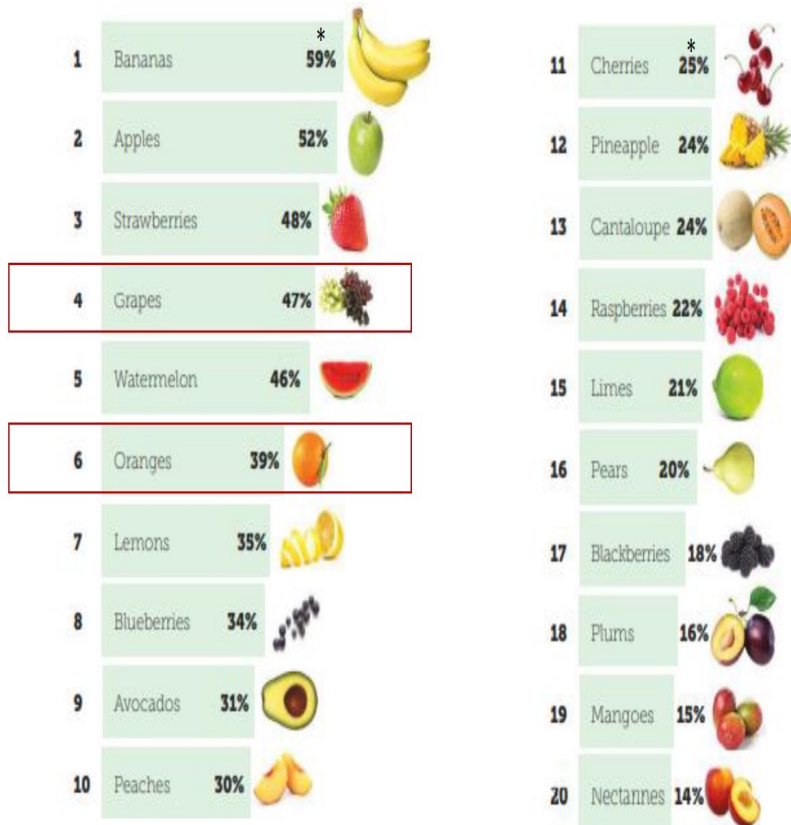 *
1 Bananas 59%
2 Apples 52%
3 Strawberries 48%
4 Grapes 47%
5 Watermelon 46%
6 Oranges 39%
7 Lemons 35%
8 Blueberries 34%
9 Avocados 31%
10 Peaches 30%
*
11 Cherries 25%
12 Pineapple 24%
13 Cantaloupe 24%
14 Raspberries 22%
15 Limes 21%
16 Pears 20%
17 Blackberries 18%
18 Plums 16%
19 Mangoes 15%
20 Nectarines 14%